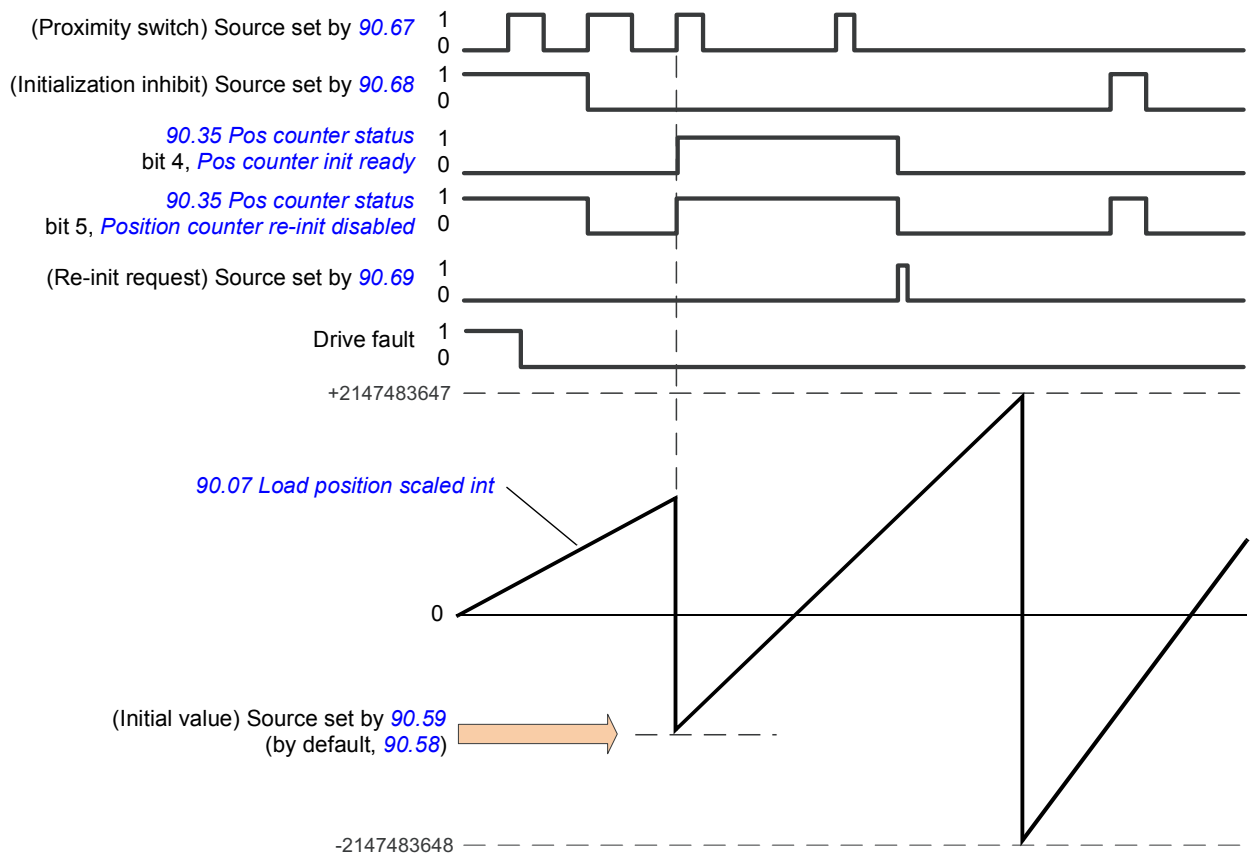 (Proximity switch) Source set by 90.67
1
0
(Initialization inhibit) Source set by 90.68
1
0
90.35 Pos counter status
bit 4, Pos counter init ready
1
0
90.35 Pos counter status
bit 5, Position counter re-init disabled
1
0
(Re-init request) Source set by 90.69
1
0
Drive fault
1
0
+2147483647
90.07 Load position scaled int
0
(Initial value) Source set by 90.59
(by default, 90.58)
-2147483648